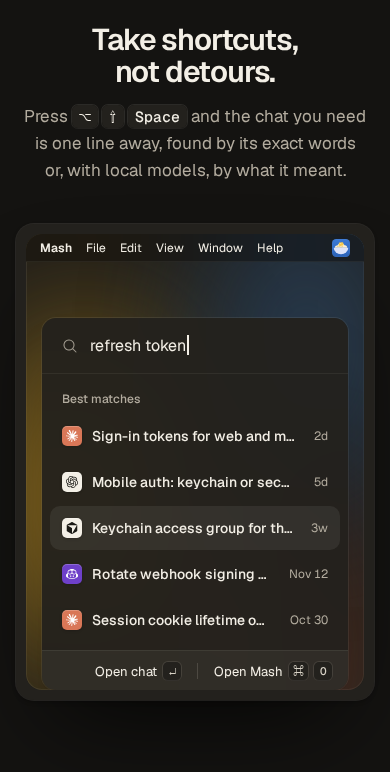 Take shortcuts,
not detours.
Press ⌥ ⇧ Space and the chat you need
is one line away, found by its exact words
or, with local models, by what it meant.
Mash File Edit View Window Help
refresh token
Best matches
Sign-in tokens for web and m... 2d
Mobile auth: keychain or sec... 5d
Keychain access group for th... 3w
Rotate webhook signing ... Nov 12
Session cookie lifetime o... Oct 30
Open chat ↵ Open Mash ⌘ 0